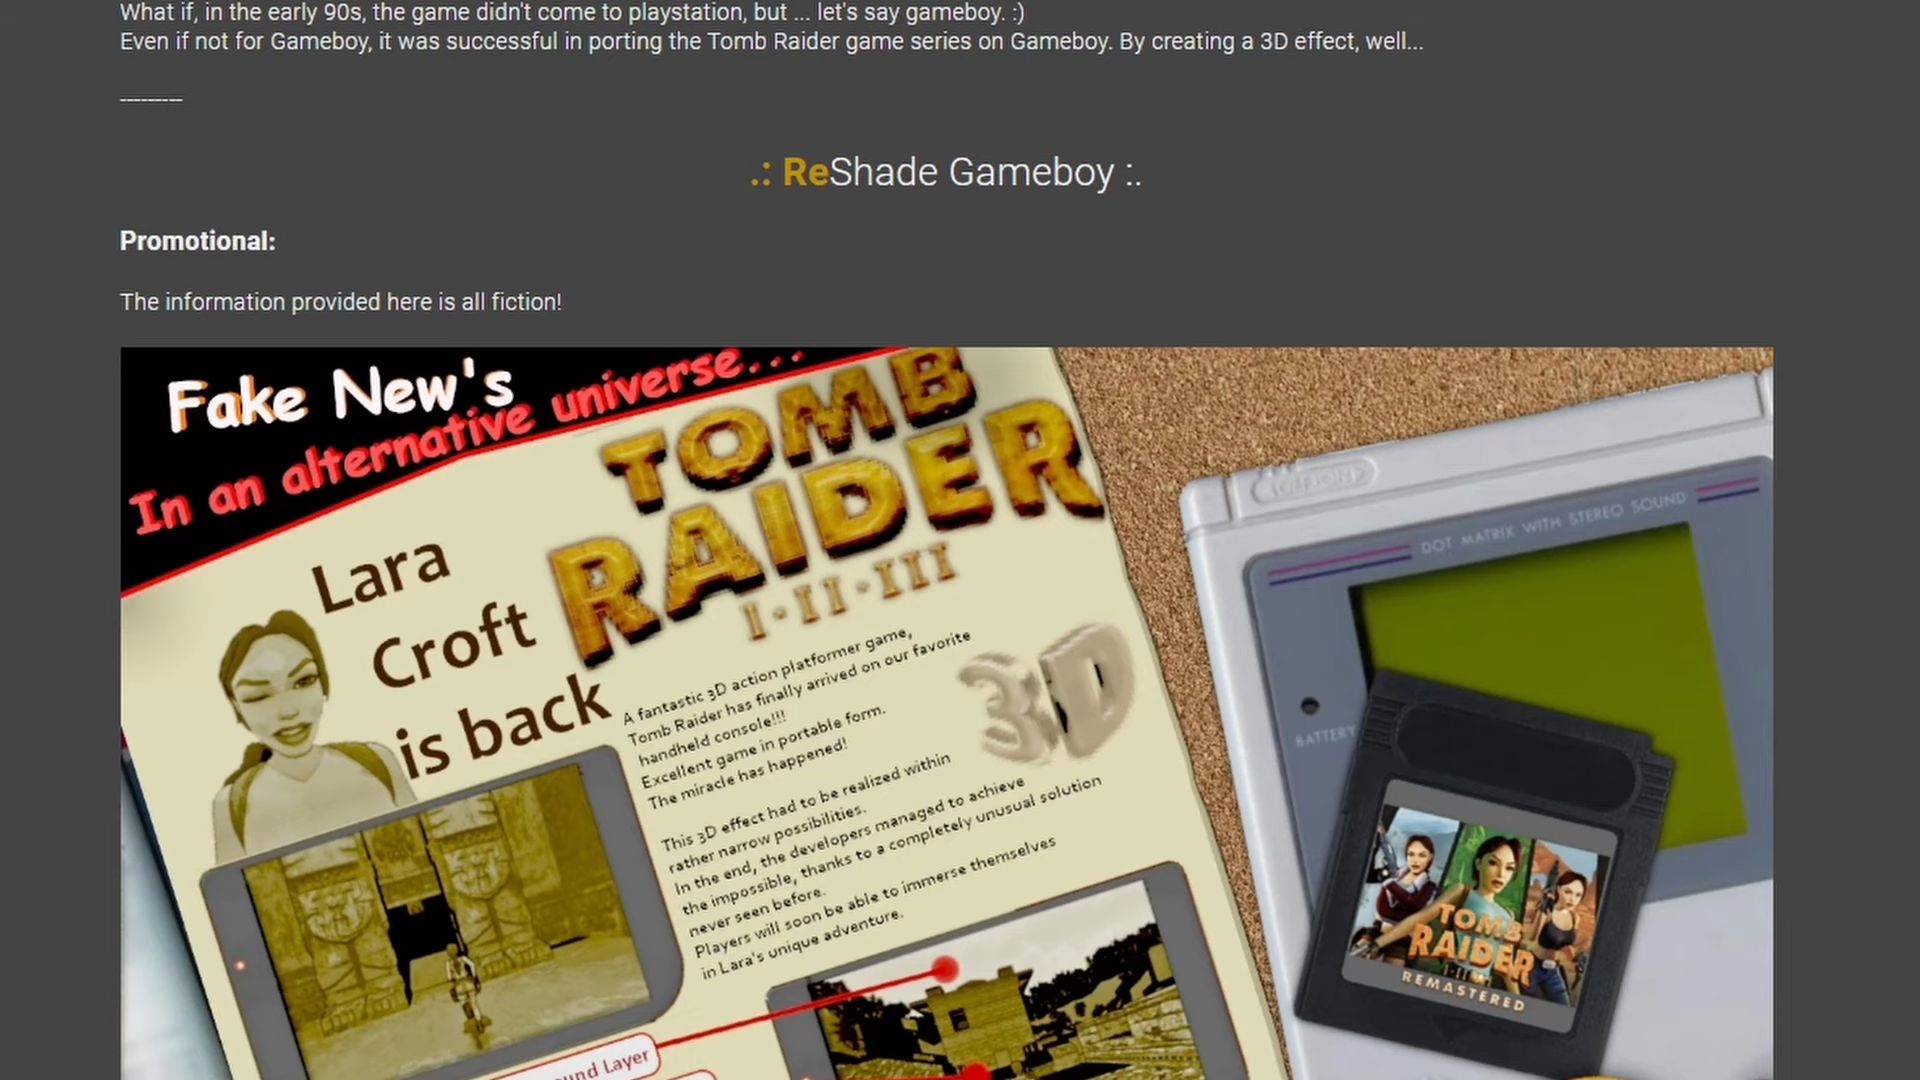 What if, in the early 90s, the game didn't come to playstation, but ... let's say gameboy. :)
Even if not for Gameboy, it was successful in porting the Tomb Raider game series on Gameboy. By creating a 3D effect, well...
---------
.: ReShade Gameboy :.
Promotional:
The information provided here is all fiction!
Fake New's
In an alternative universe...
TOMB
RAIDER
I·II·III
Lara
Croft
is back
A fantastic 3D action platformer game,
Tomb Raider has finally arrived on our favorite
handheld console!!!
Excellent game in portable form.
The miracle has happened!
3D
This 3D effect had to be realized within
rather narrow possibilities.
In the end, the developers managed to achieve
the impossible, thanks to a completely unusual solution
never seen before.
Players will soon be able to immerse themselves
in Lara's unique adventure.
Layer
DOT MATRIX WITH STEREO SOUND
BATTERY
TOMB
RAIDER
I·II·III
REMASTERED